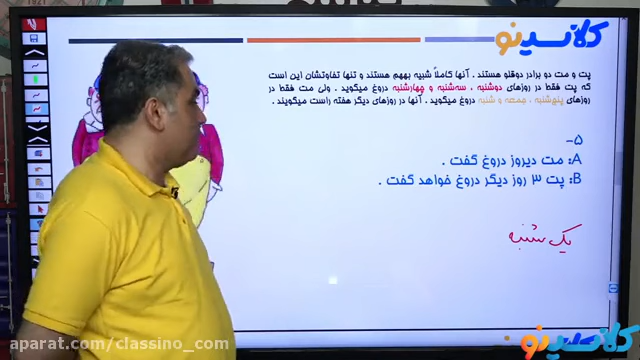 کلاسینو
پت و مت دو برادر دوقلو هستند . آنها کاملاً شبیه بههم هستند و تنها تفاوتشان این است
که پت فقط در روزهای دوشنبه ، سه‌شنبه و چهارشنبه دروغ میگوید . ولی مت فقط در
روزهای پنج‌شنبه ، جمعه و شنبه دروغ میگوید . آنها در روزهای دیگر هفته راست میگویند .
۵-
A: مت دیروز دروغ گفت .
B: پت ۳ روز دیگر دروغ خواهد گفت .
یک شنبه
aparat.com/classino_com
کلاسینو